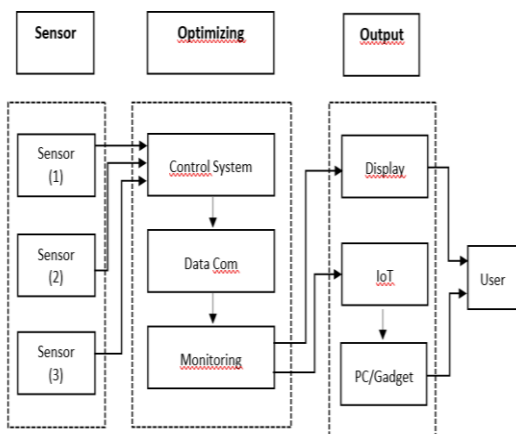 Sensor
Optimizing
Output
Sensor
(1)
Sensor
(2)
Sensor
(3)
Control System
Data Com
Monitoring
Display
IoT
PC/Gadget
User